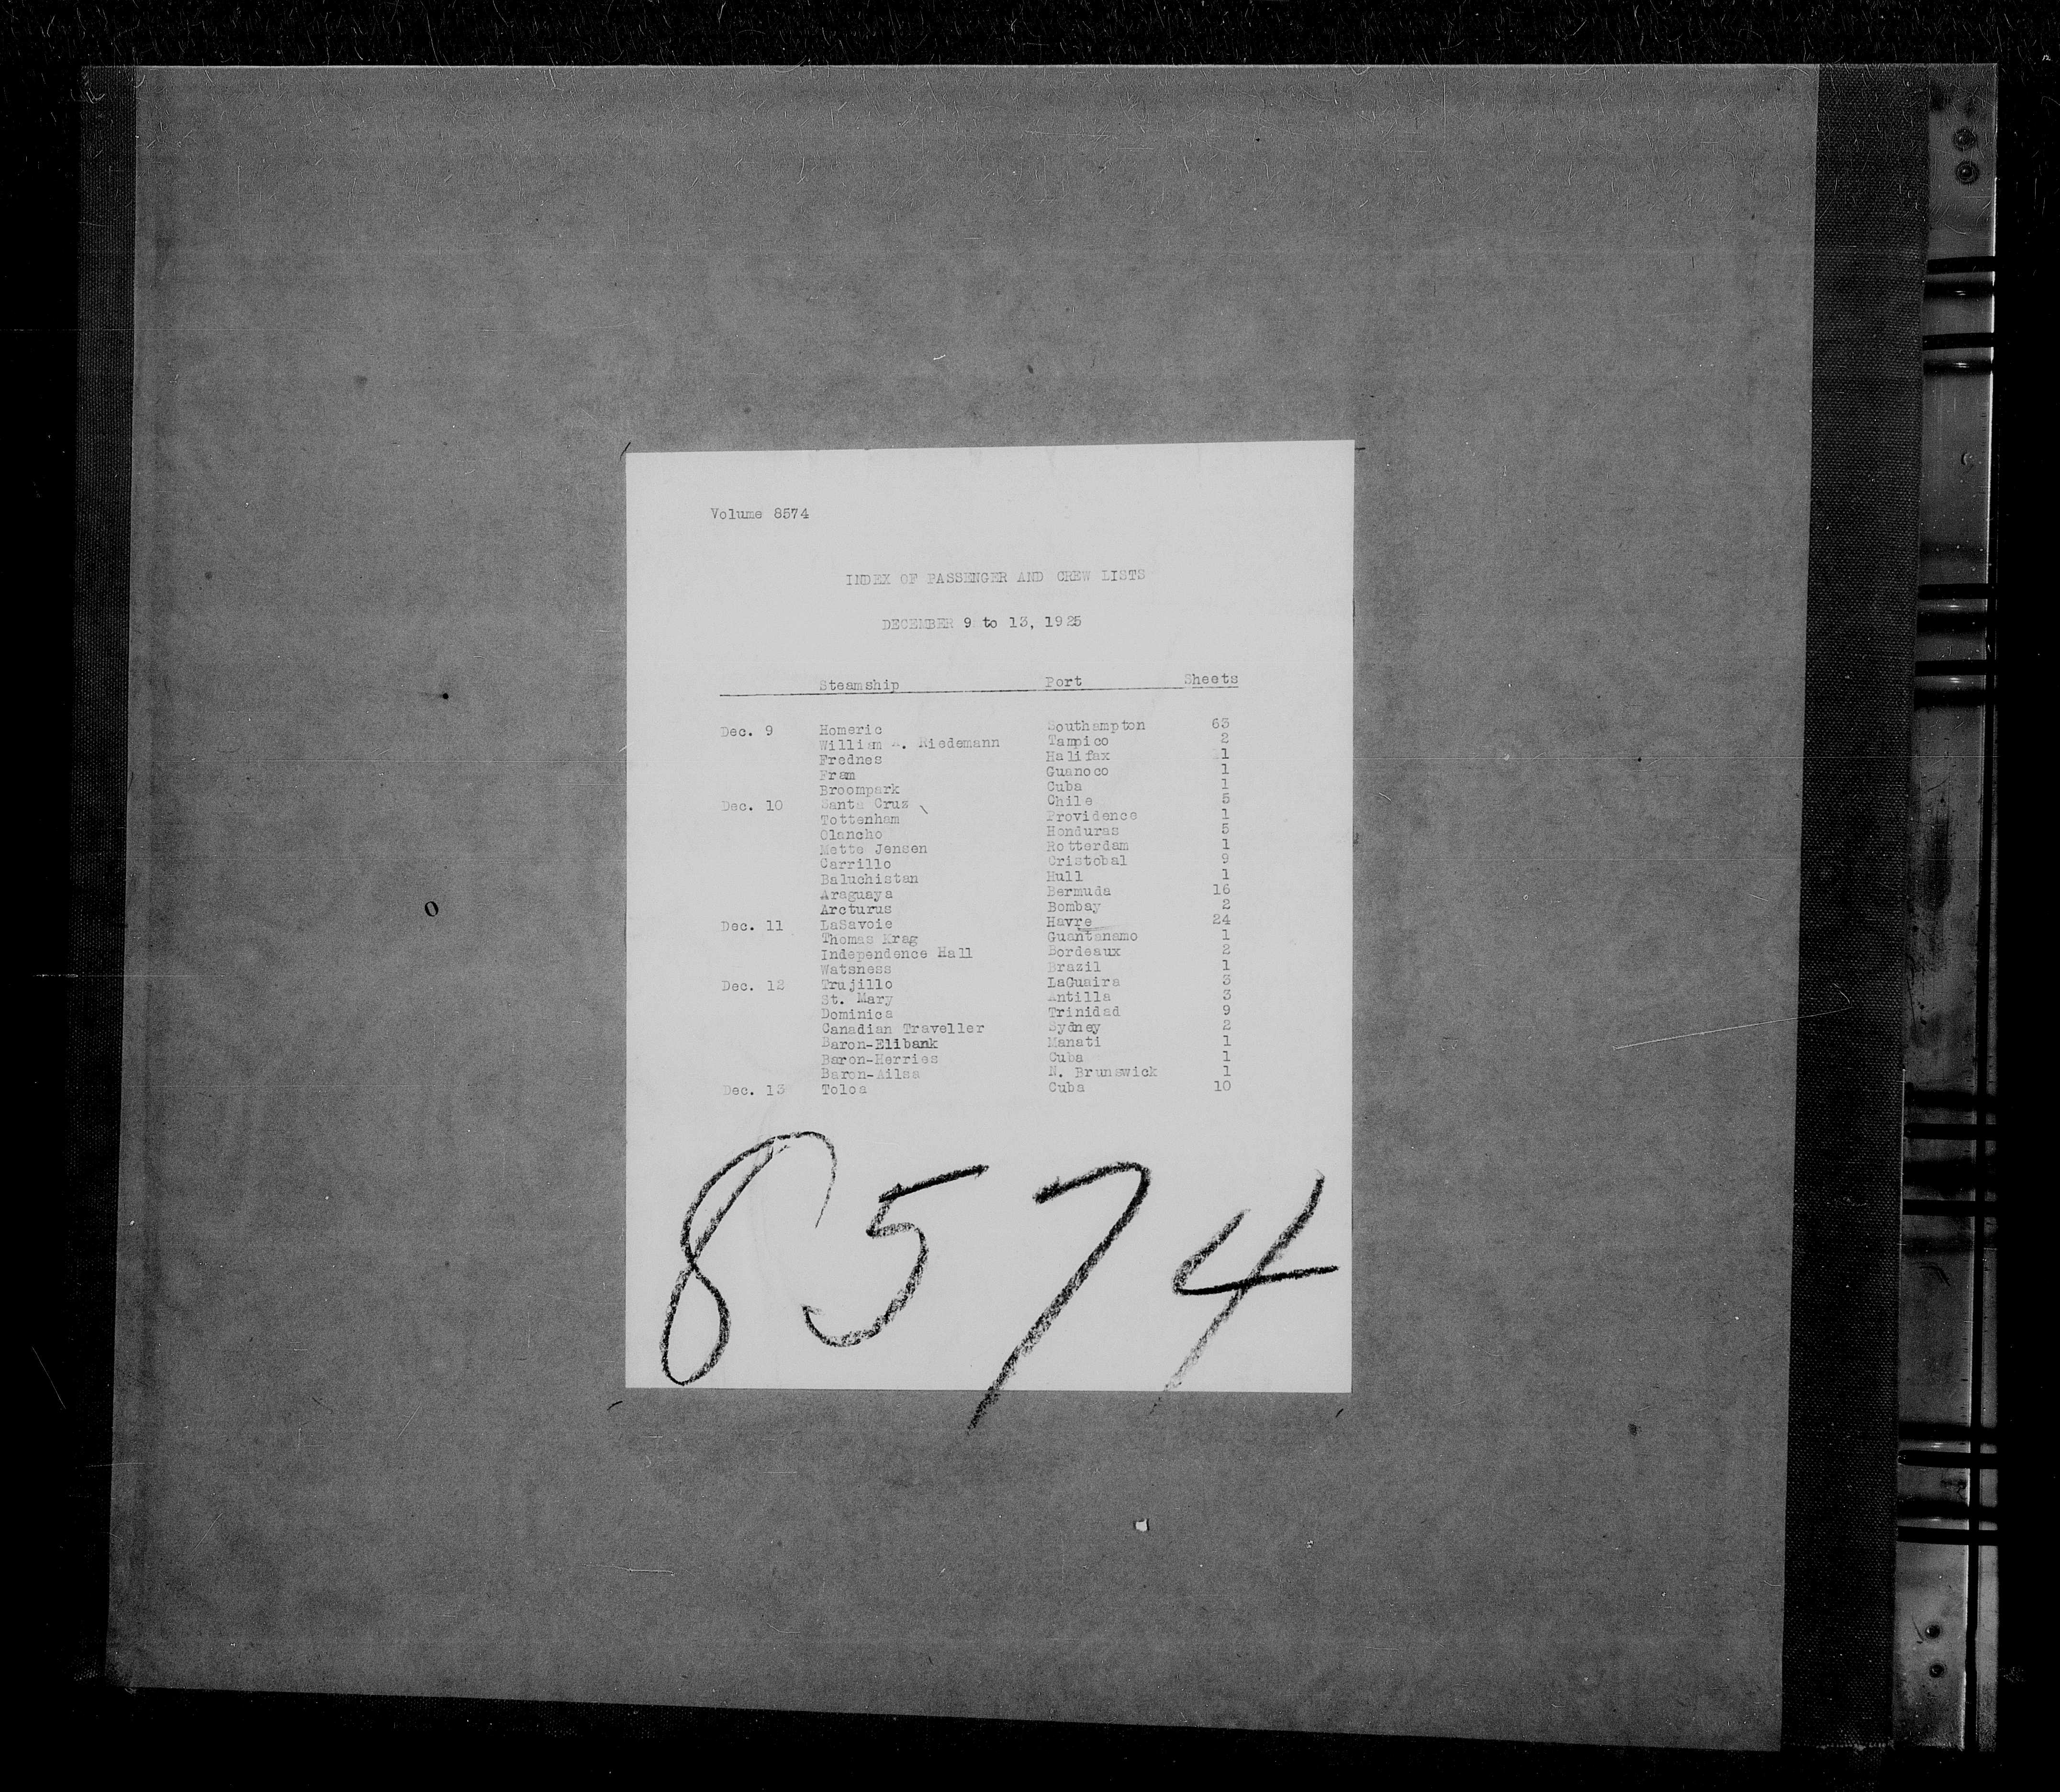 Volume 8574
INDEX OF PASSENGER AND CREW LISTS
DECEMBER 9 to 13, 1925
Steamship Port Sheets
Dec. 9 Homeric Southampton 63
William . Riedemann Tampico 2
Frednes Halifax 1
Fram Guanoco 1
Broompark Cuba 1
Dec. 10 Santa Cruz Chile 5
Tottenham Providence 1
Olancho Honduras 5
Mette Jensen Rotterdam 1
Carrillo Cristobal 9
Baluchistan Hull 1
Araguaya Bermuda 16
Arcturus Bombay 2
Dec. 11 LaSavoie Havre 24
Thomas Krag Guantanamo 1
Independence Hall Bordeaux 2
Watsness Brazil 1
Dec. 12 Trujillo LaGuaira 3
St. Mary Antilla 3
Dominica Trinidad 9
Canadian Traveller Sydney 2
Baron-Elibank Manati 1
Baron-Herries Cuba 1
Baron-Ailsa N. Brunswick 1
Dec. 13 Toloa Cuba 10
8574